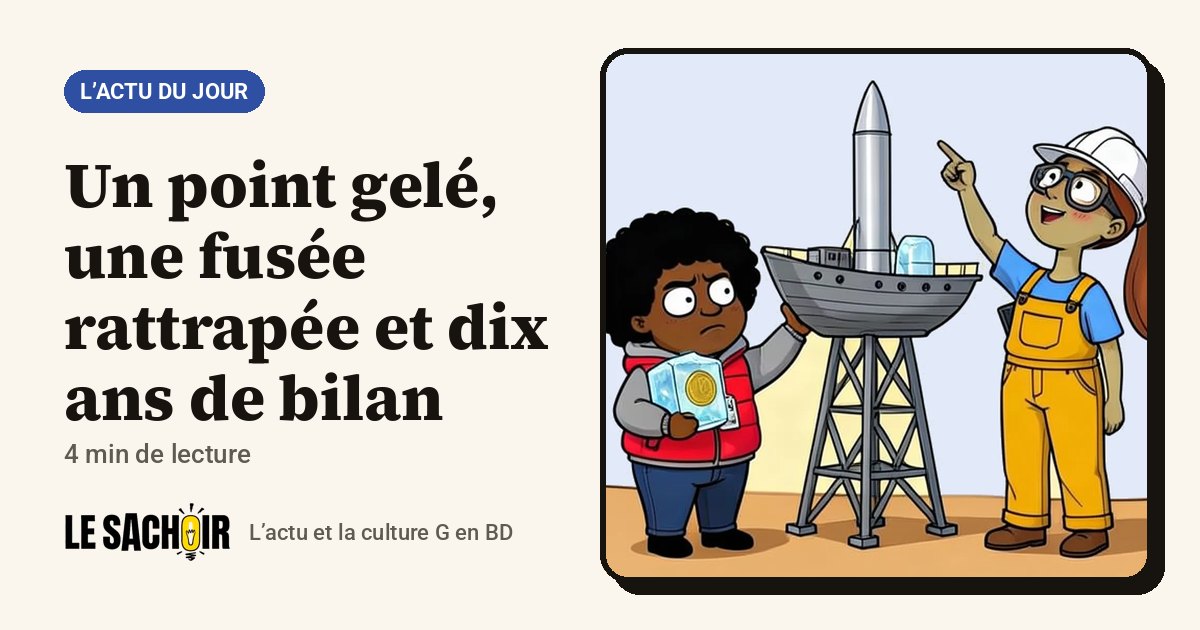 L’ACTU DU JOUR
Un point gelé,
une fusée
rattrapée et dix
ans de bilan
4 min de lecture
LE SACHOIR
L’actu et la culture G en BD